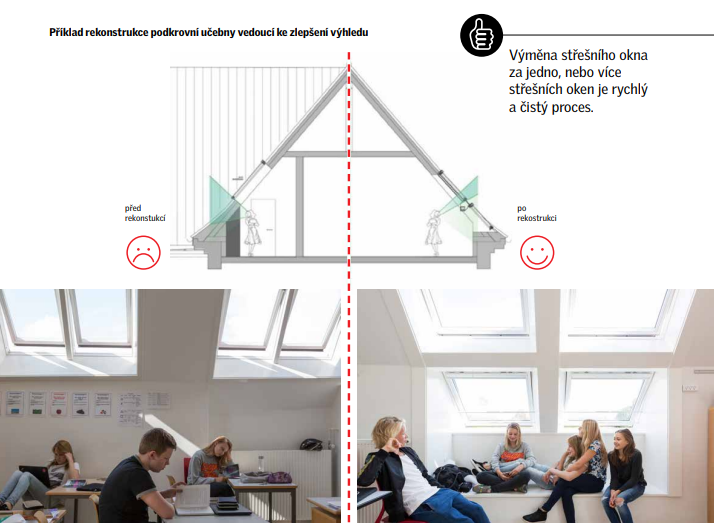 Příklad rekonstrukce podkrovní učebny vedoucí ke zlepšení výhledu
Výměna střešního okna
za jedno, nebo více
střešních oken je rychlý
a čistý proces.
před
rekonstukcí
po
rekostrukci